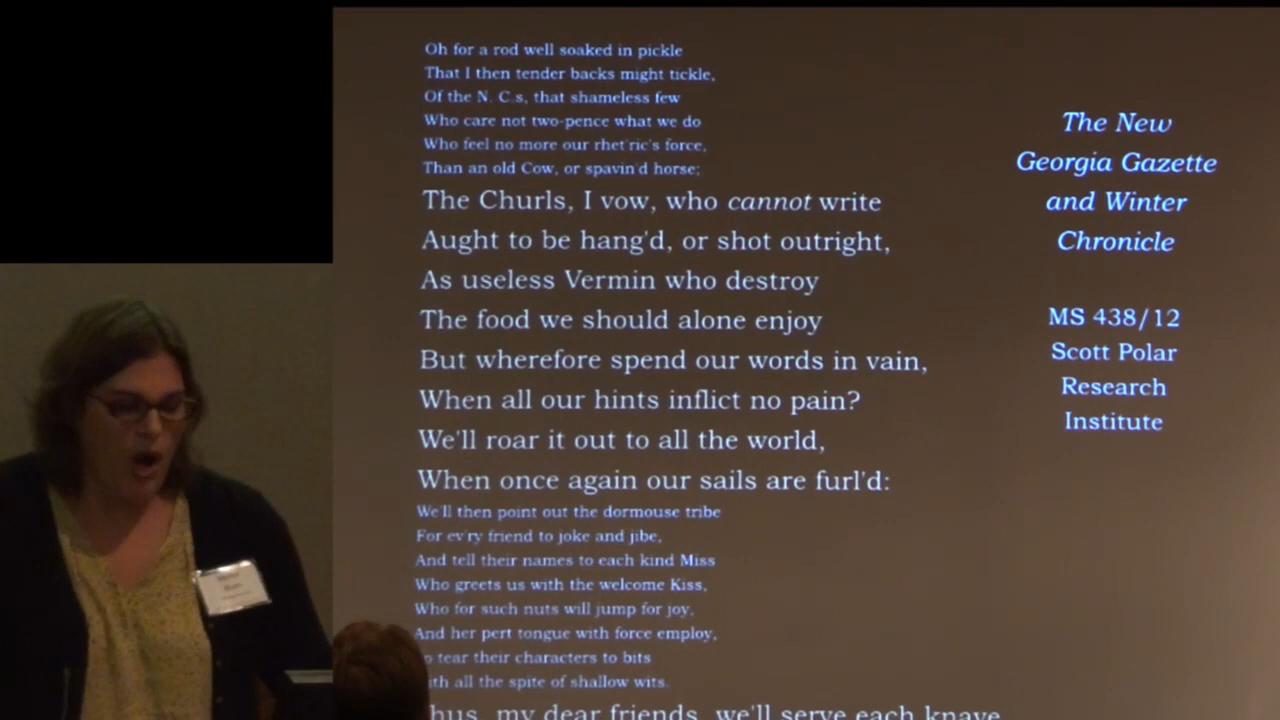 Oh for a rod well soaked in pickle
That I then tender backs might tickle,
Of the N. C.s, that shameless few
Who care not two-pence what we do
Who feel no more our rhet'ric's force,
Than an old Cow, or spavin'd horse;
The Churls, I vow, who cannot write
Aught to be hang'd, or shot outright,
As useless Vermin who destroy
The food we should alone enjoy
But wherefore spend our words in vain,
When all our hints inflict no pain?
We'll roar it out to all the world,
When once again our sails are furl'd:
We'll then point out the dormouse tribe
For ev'ry friend to joke and jibe,
And tell their names to each kind Miss
Who greets us with the welcome Kiss,
Who for such nuts will jump for joy,
And her pert tongue with force employ,
tear their characters to bits
all the spite of shallow wits.
my dear friends, we'll serve each knave
The New
Georgia Gazette
and Winter
Chronicle
MS 438/12
Scott Polar
Research
Institute